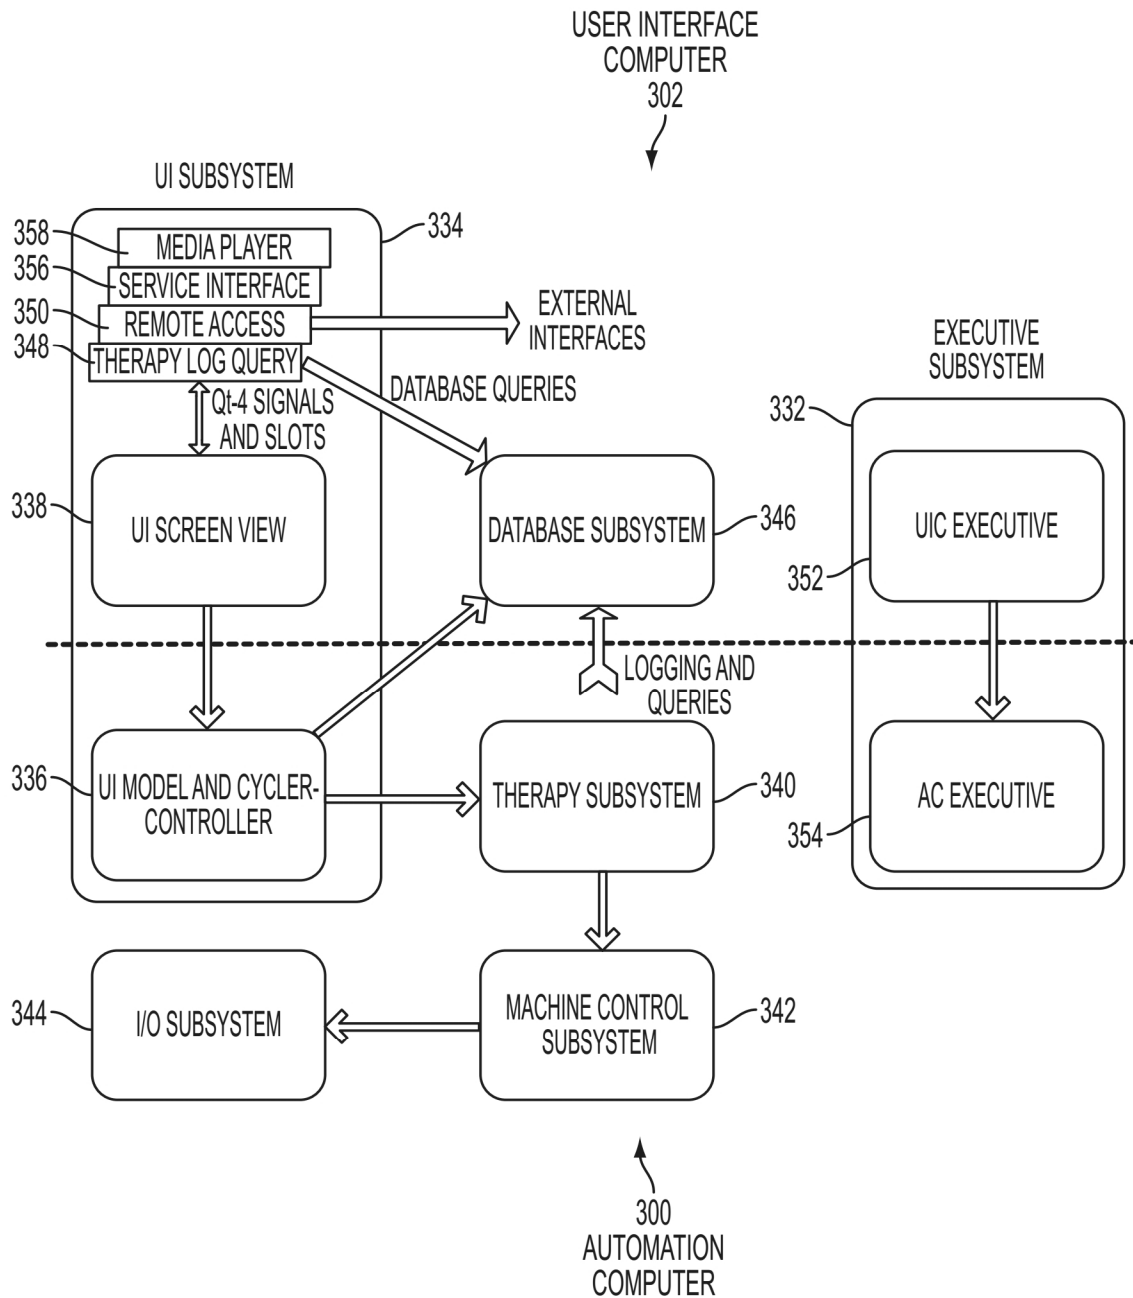 USER INTERFACE
COMPUTER
302
UI SUBSYSTEM
334
358
MEDIA PLAYER
356
SERVICE INTERFACE
350
REMOTE ACCESS
348
THERAPY LOG QUERY
EXTERNAL
INTERFACES
DATABASE QUERIES
Qt-4 SIGNALS
AND SLOTS
EXECUTIVE
SUBSYSTEM
332
338
UI SCREEN VIEW
DATABASE SUBSYSTEM
346
UIC EXECUTIVE
352
LOGGING AND
QUERIES
336
UI MODEL AND CYCLER-
CONTROLLER
THERAPY SUBSYSTEM
340
AC EXECUTIVE
354
344
I/O SUBSYSTEM
MACHINE CONTROL
SUBSYSTEM
342
300
AUTOMATION
COMPUTER